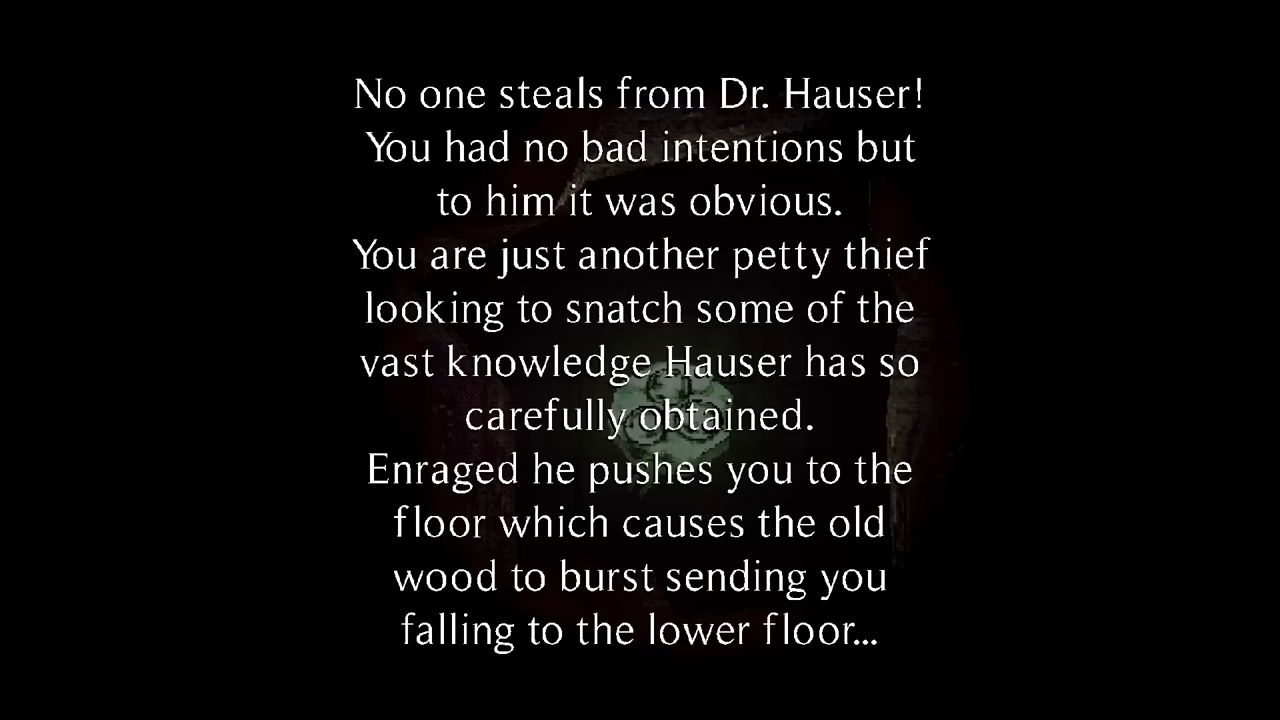 No one steals from Dr. Hauser!
You had no bad intentions but
to him it was obvious.
You are just another petty thief
looking to snatch some of the
vast knowledge Hauser has so
carefully obtained.
Enraged he pushes you to the
floor which causes the old
wood to burst sending you
falling to the lower floor...